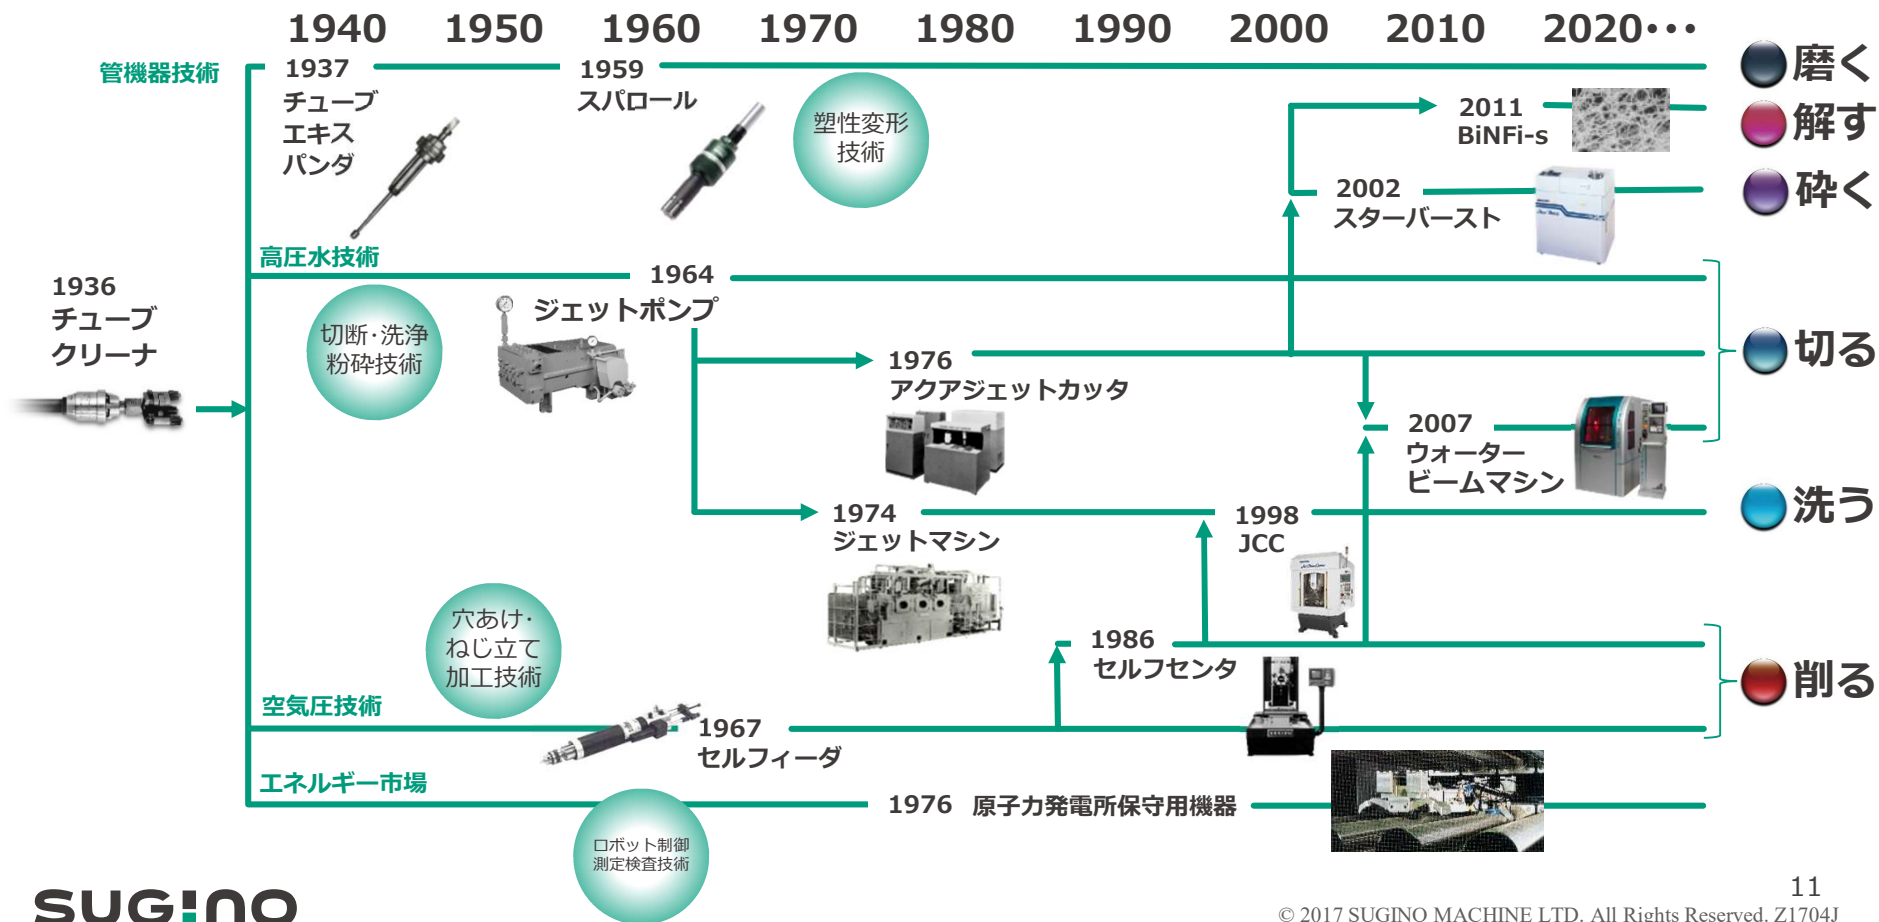 1940 1950 1960 1970 1980 1990 2000 2010 2020･･･
管機器技術
1937
チューブ
エキス
パンダ
1959
スパロール
塑性変形
技術
2011
BiNFi-s
2002
スターバースト
磨く
解す
砕く
高圧水技術
1936
チューブ
クリーナ
切断･洗浄
粉砕技術
1964
ジェットポンプ
1976
アクアジェットカッタ
2007
ウォーター
ビームマシン
切る
1974
ジェットマシン
1998
JCC
洗う
穴あけ･
ねじ立て
加工技術
1986
セルフセンタ
空気圧技術
1967
セルフィーダ
削る
エネルギー市場
1976 原子力発電所保守用機器
ロボット制御
測定検査技術
SUGINO
11
© 2017 SUGINO MACHINE LTD. All Rights Reserved. Z1704J